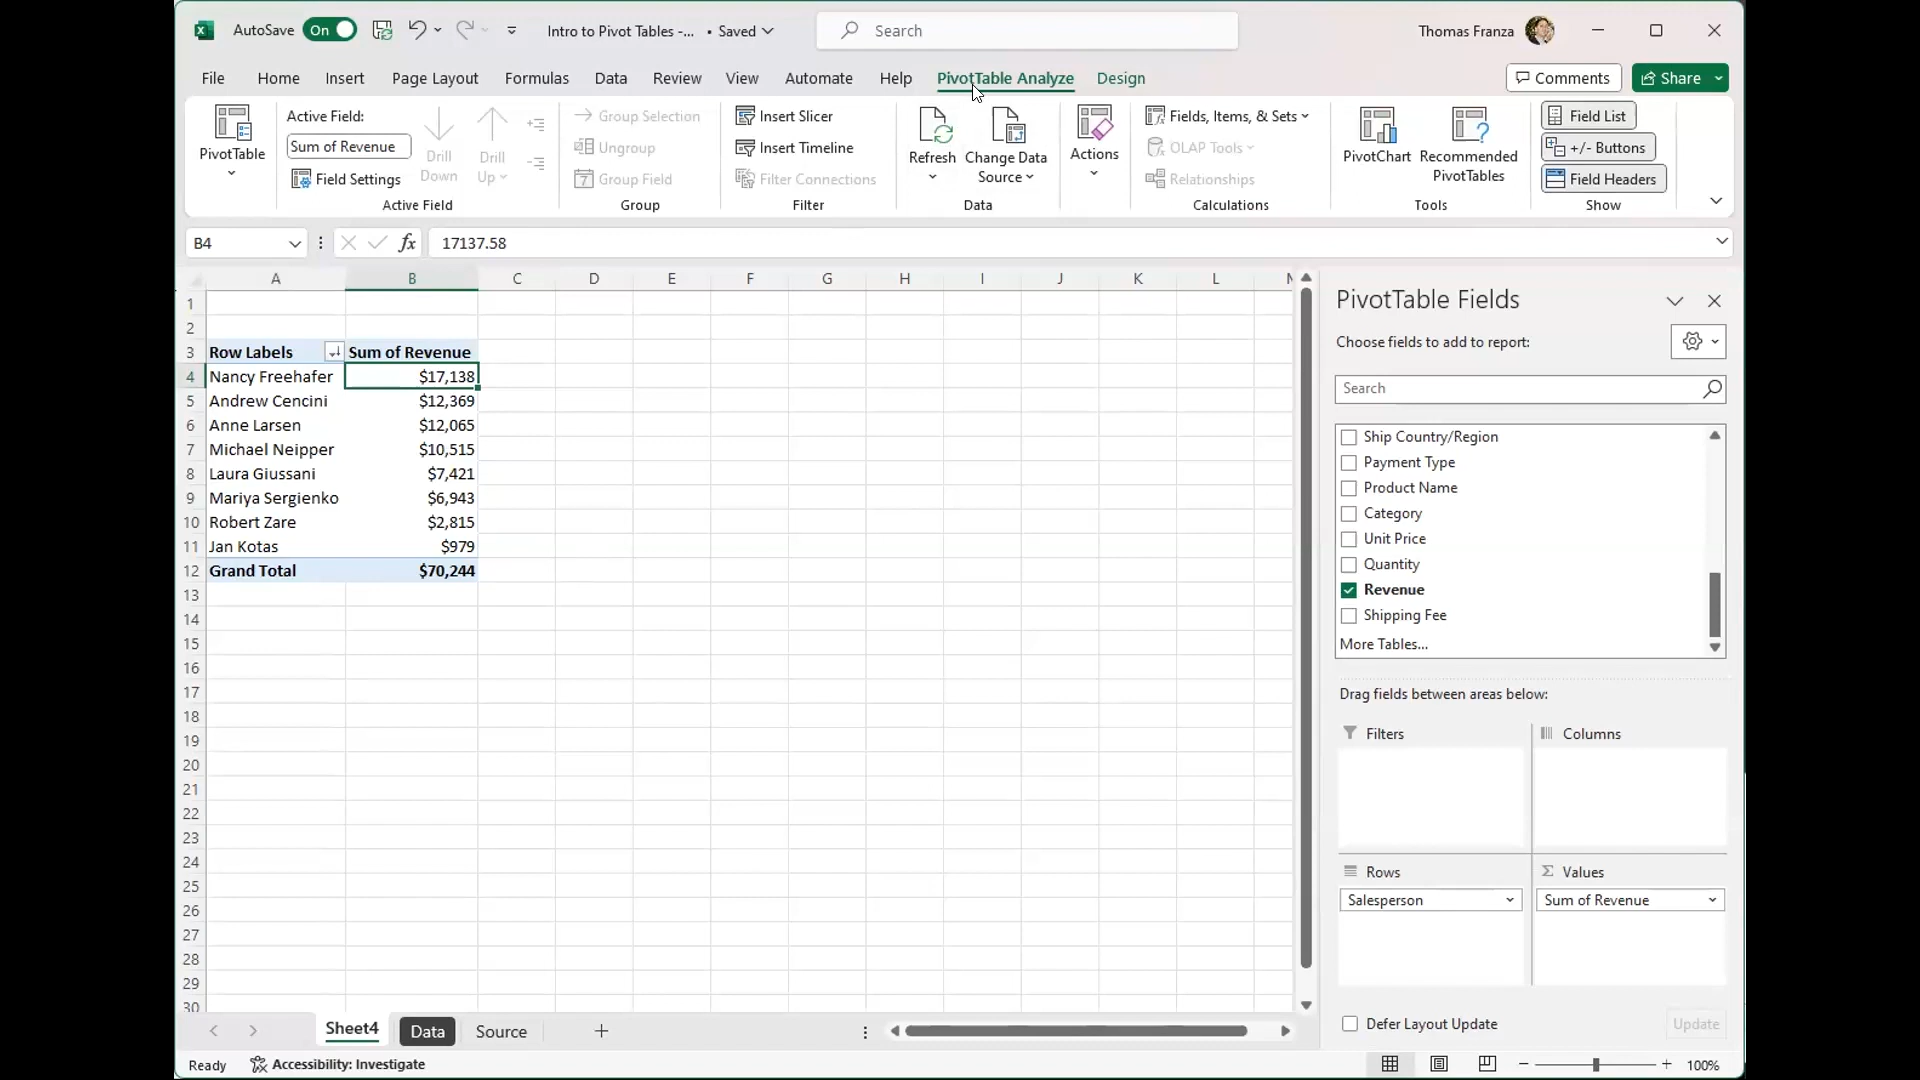 AutoSave On Intro to Pivot Tables -... • Saved Search Thomas Franza
File Home Insert Page Layout Formulas Data Review View Automate Help PivotTable Analyze Design Comments Share
PivotTable
Active Field:
Sum of Revenue
Field Settings
Drill Down
Drill Up
Active Field
Group Selection
Ungroup
Group Field
Group
Insert Slicer
Insert Timeline
Filter Connections
Filter
Refresh
Change Data Source
Data
Actions
Fields, Items, & Sets
OLAP Tools
Relationships
Calculations
PivotChart
Recommended PivotTables
Tools
Field List
+/- Buttons
Field Headers
Show
B4 fx 17137.58
A B C D E F G H I J K L
1
2
3 Row Labels Sum of Revenue
4 Nancy Freehafer $17,138
5 Andrew Cencini $12,369
6 Anne Larsen $12,065
7 Michael Neipper $10,515
8 Laura Giussani $7,421
9 Mariya Sergienko $6,943
10 Robert Zare $2,815
11 Jan Kotas $979
12 Grand Total $70,244
13
14
15
16
17
18
19
20
21
22
23
24
25
26
27
28
29
30
PivotTable Fields
Choose fields to add to report:
Search
Ship Country/Region
Payment Type
Product Name
Category
Unit Price
Quantity
Revenue
Shipping Fee
More Tables...
Drag fields between areas below:
Filters Columns
Rows Σ Values
Salesperson Sum of Revenue
Defer Layout Update Update
Sheet4 Data Source +
Ready Accessibility: Investigate − + 100%